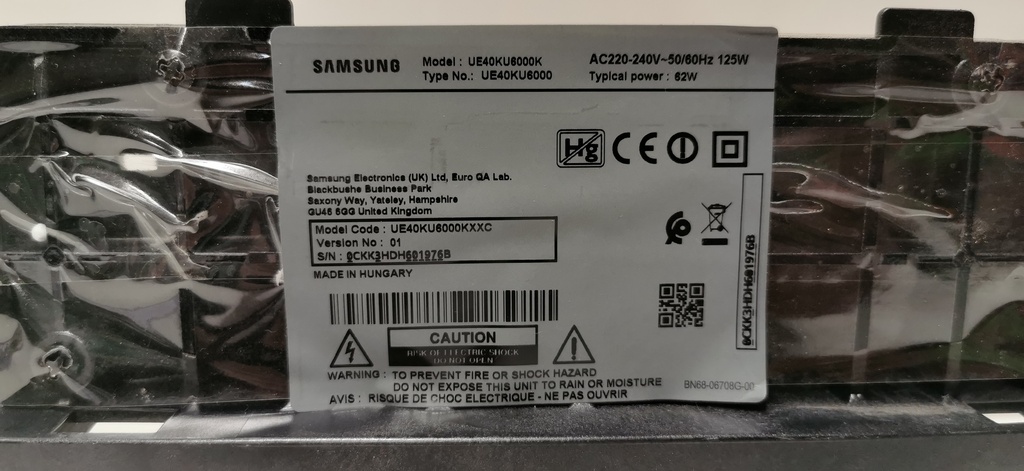 SAMSUNG
Model : UE40KU6000K
Type No.: UE40KU6000
AC220-240V~50/60Hz 125W
Typical power : 62W
Hg CE
Samsung Electronics (UK) Ltd, Euro QA Lab.
Blackbushe Business Park
Saxony Way, Yateley, Hampshire
GU46 6GG United Kingdom
Model Code : UE40KU6000KXXC
Version No : 01
S/N : 0CKK3HDH601976B
MADE IN HUNGARY
0CKK3HDH601976B
CAUTION
RISK OF ELECTRIC SHOCK
DO NOT OPEN
WARNING : TO PREVENT FIRE OR SHOCK HAZARD
DO NOT EXPOSE THIS UNIT TO RAIN OR MOISTURE
AVIS : RISQUE DE CHOC ELECTRIQUE - NE PAS OUVRIR
BN68-06708G-00